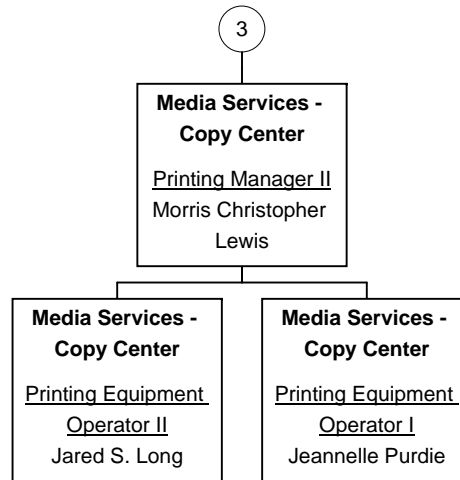 3
Media Services -
Copy Center
Printing Manager II
Morris Christopher
Lewis
Media Services -
Copy Center
Printing Equipment
Operator II
Jared S. Long
Media Services -
Copy Center
Printing Equipment
Operator I
Jeannelle Purdie